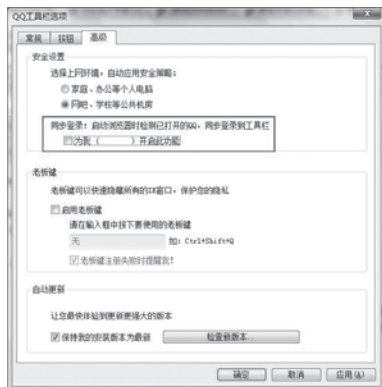 QQ工具栏选项
常规 按钮 高级
安全设置
选择上网环境，自动应用安全策略：
家庭、办公等个人电脑
网吧、学校等公共机房
同步登录：启动浏览器时检测已打开的QQ，同步登录到工具栏
为我（ ）开启此功能
老板键
老板键可以快速隐藏所有的IE窗口，保护您的隐私
启用老板键
请在输入框中按下要使用的老板键
无 如：Ctrl+Shift+Q
老板键注册失败时提醒我！
自动更新
让您最快体验到更新更强大的版本
保持我的安装版本为最新 检查新版本
确定 取消 应用(A)